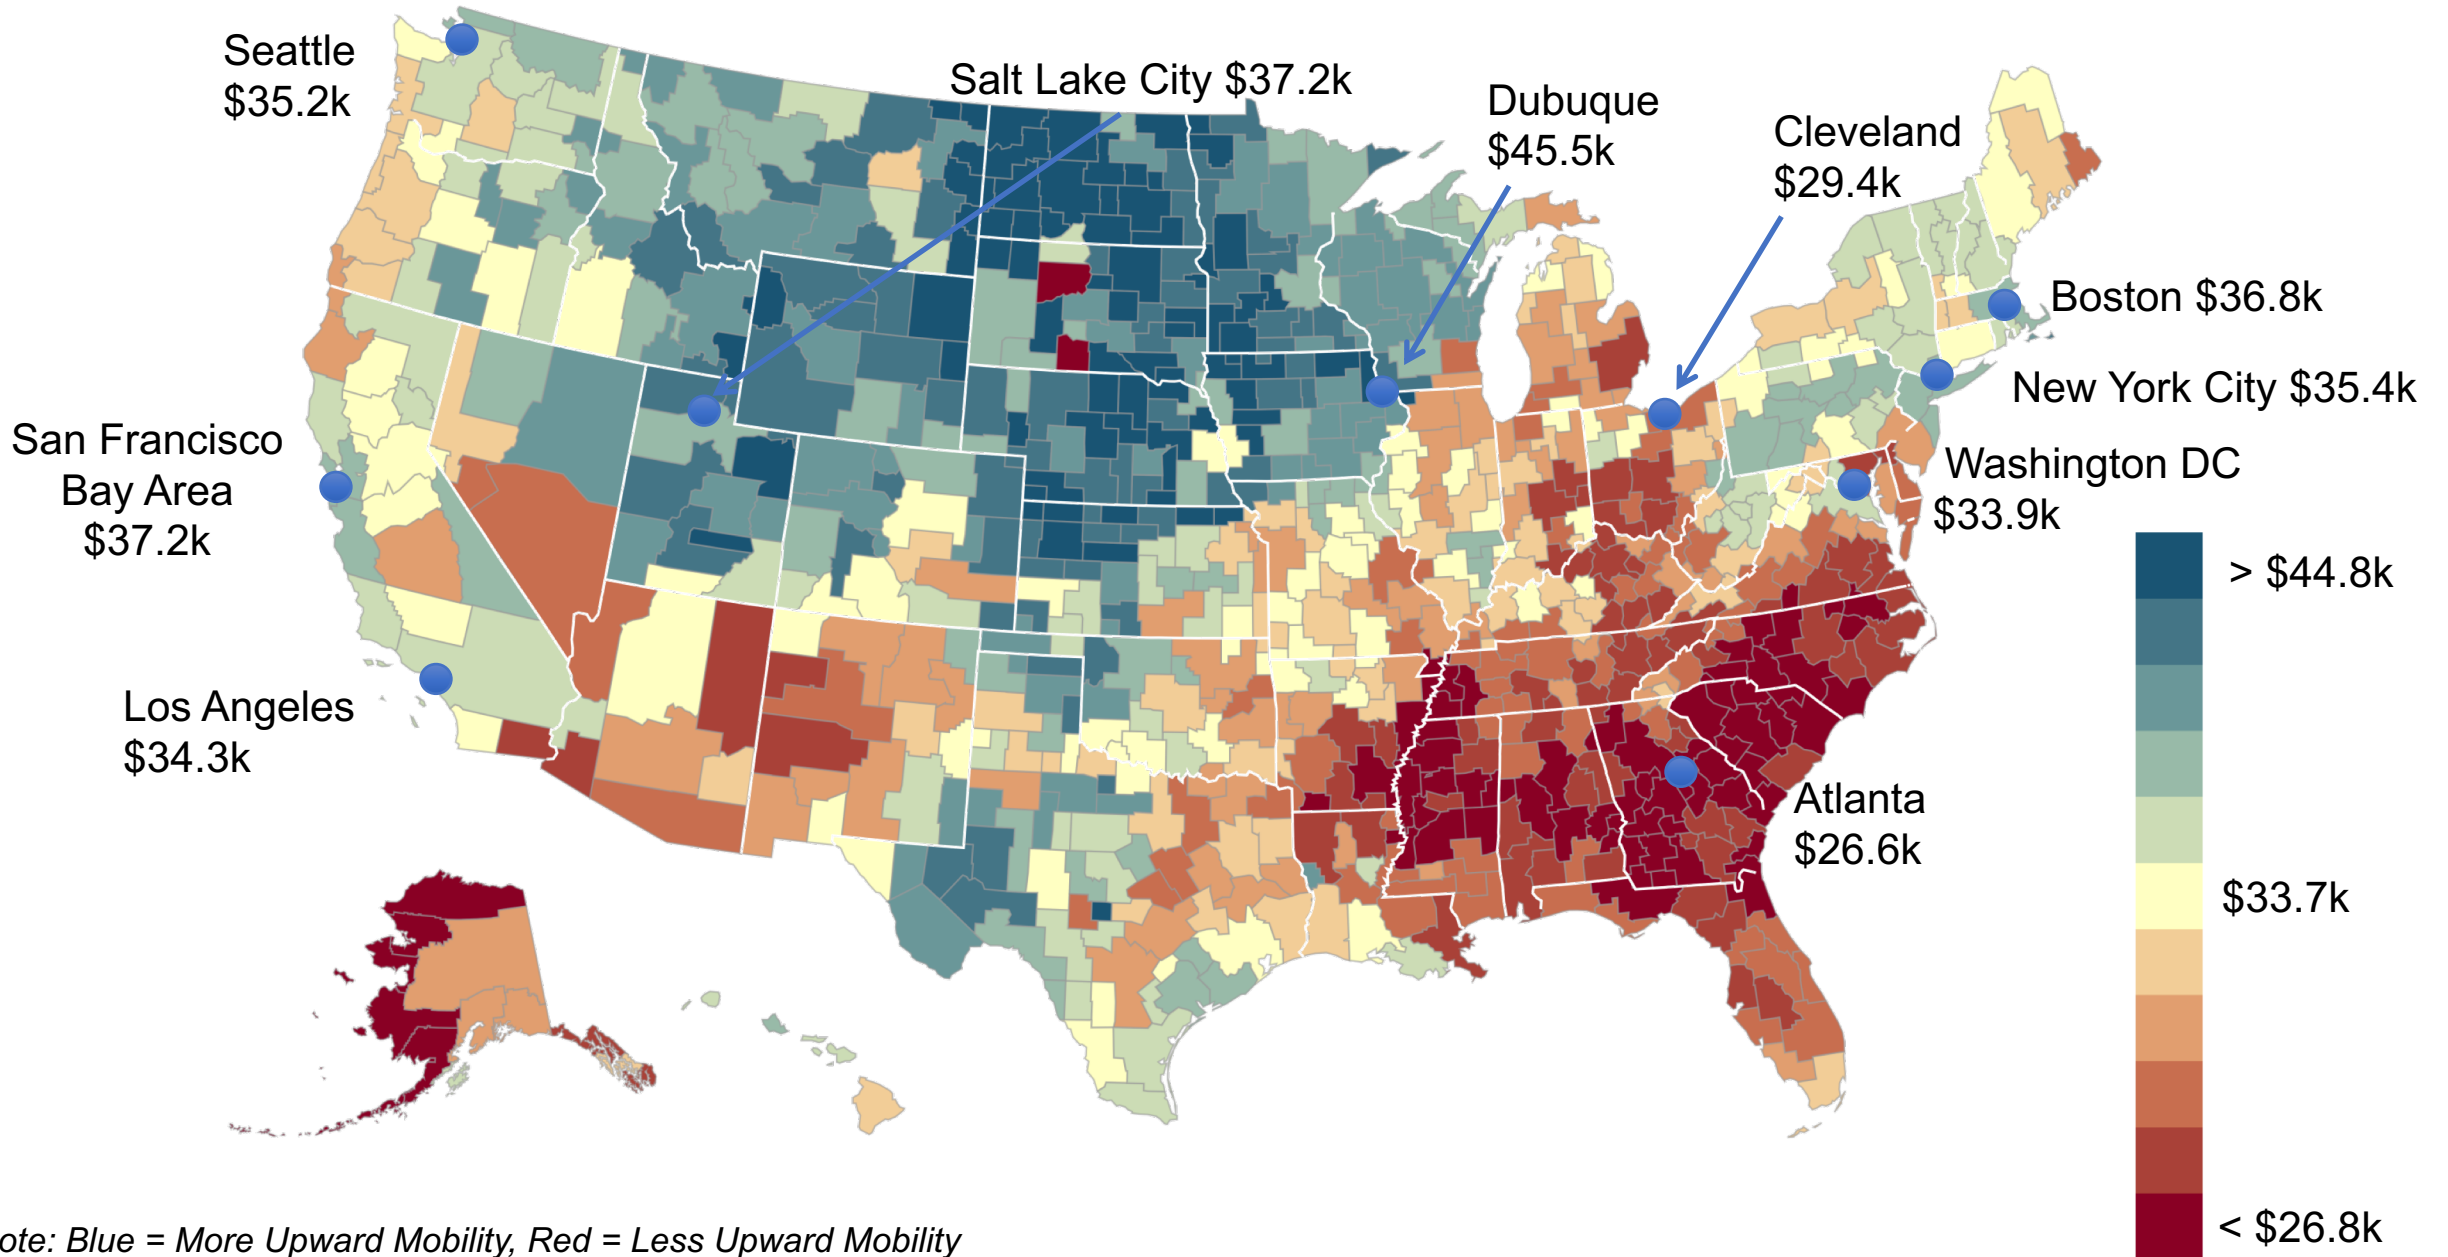 Seattle
$35.2k
Salt Lake City $37.2k
Dubuque
$45.5k
Cleveland
$29.4k
Boston $36.8k
New York City $35.4k
San Francisco
Bay Area
$37.2k
Washington DC
$33.9k
> $44.8k
Los Angeles
$34.3k
Atlanta
$26.6k
$33.7k
< $26.8k
ote: Blue = More Upward Mobility, Red = Less Upward Mobility